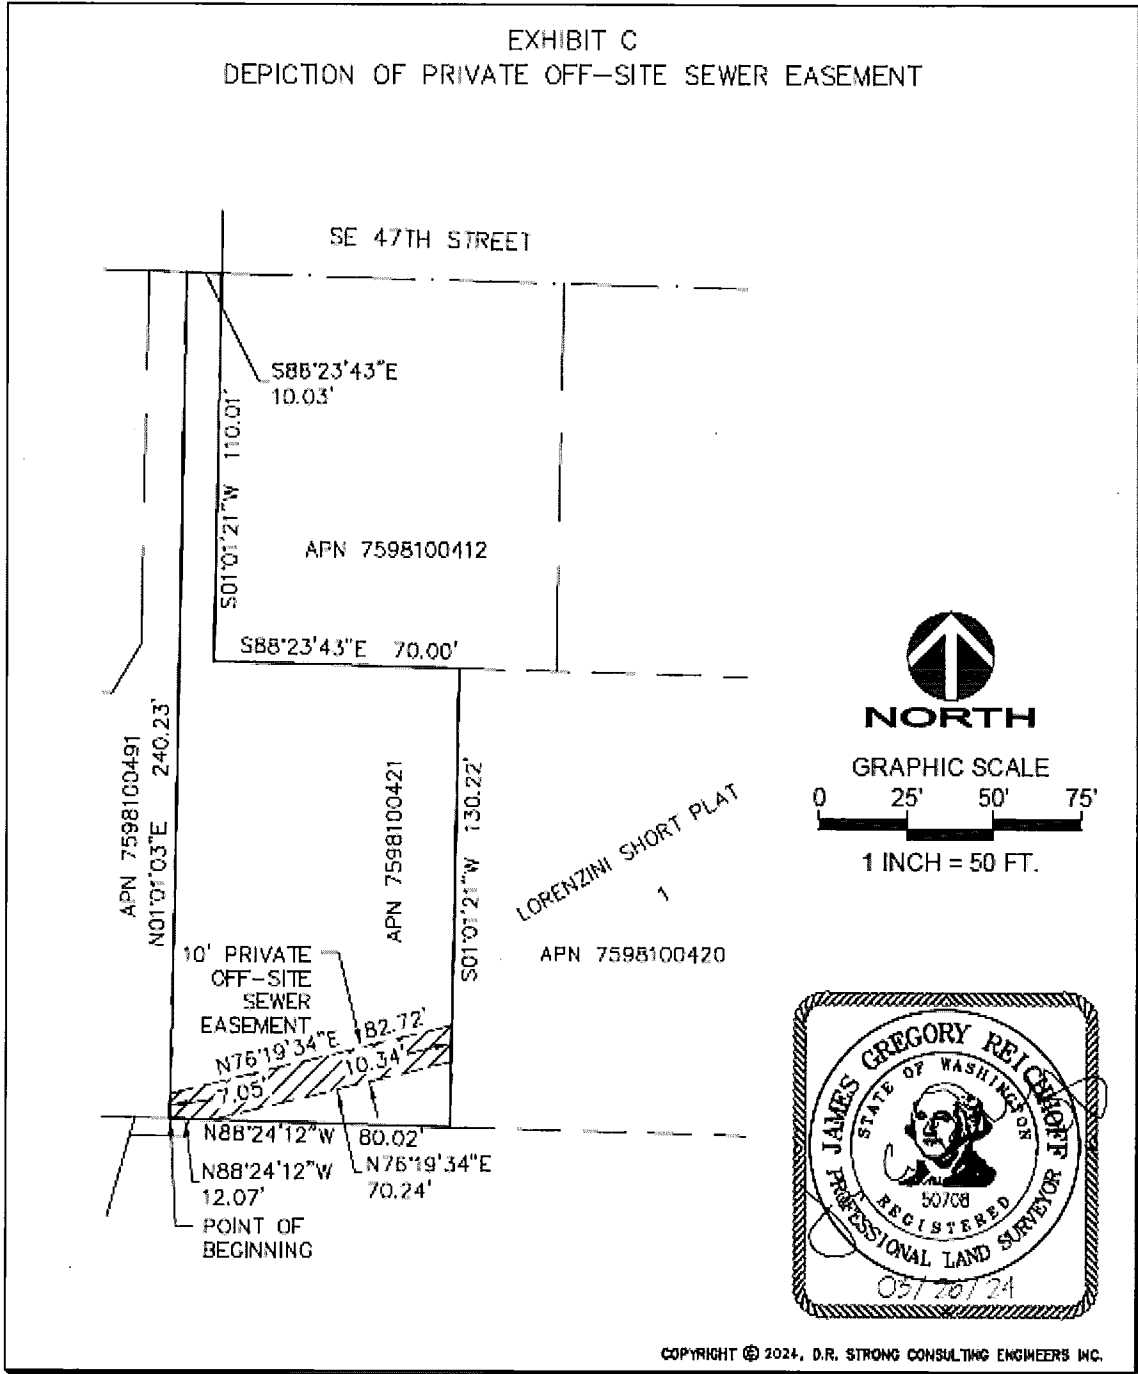 EXHIBIT C
DEPICTION OF PRIVATE OFF-SITE SEWER EASEMENT
SE 47TH STREET
S88°23'43"E
10.03'
S01°01'21"W 110.01'
APN 7598100412
S88°23'43"E 70.00'
NORTH
GRAPHIC SCALE
0 25' 50' 75'
1 INCH = 50 FT.
APN 7598100491
N01°01'03"E 240.23'
APN 7598100421
S01°01'21"W 130.22'
LORENZINI SHORT PLAT
1
APN 7598100420
10' PRIVATE
OFF-SITE
SEWER
EASEMENT
N76°19'34"E 82.72'
10.34'
7.05'
N88°24'12"W 80.02'
N88°24'12"W
12.07'
N76°19'34"E
70.24'
POINT OF
BEGINNING
JAMES GREGORY REICHHOFF
STATE OF WASHINGTON
50708
REGISTERED
PROFESSIONAL LAND SURVEYOR
COPYRIGHT © 2024, D.R. STRONG CONSULTING ENGINEERS INC.